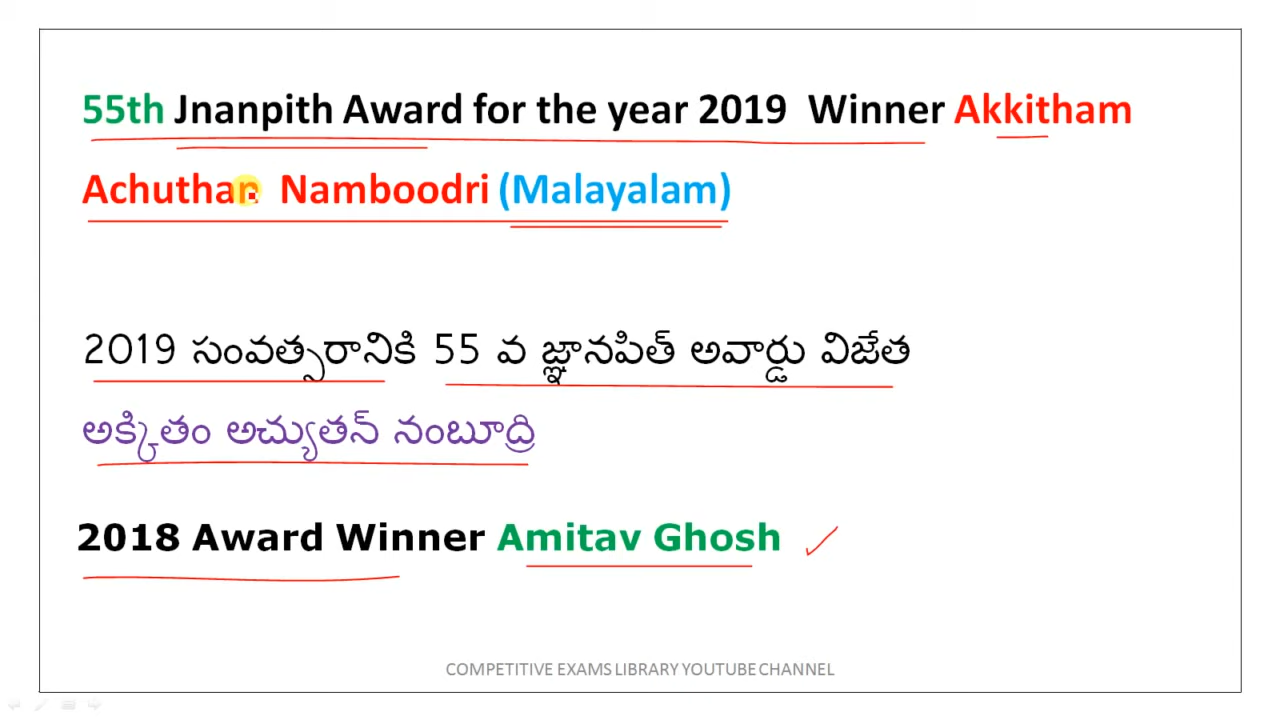 55th Jnanpith Award for the year 2019 Winner Akkitham
Achuthan Namboodri (Malayalam)
2019 సంవత్సరానికి 55 వ జ్ఞానపిత్ అవార్డు విజేత
అక్కితం అచ్యుతన్ నంబూద్రి
2018 Award Winner Amitav Ghosh
COMPETITIVE EXAMS LIBRARY YOUTUBE CHANNEL